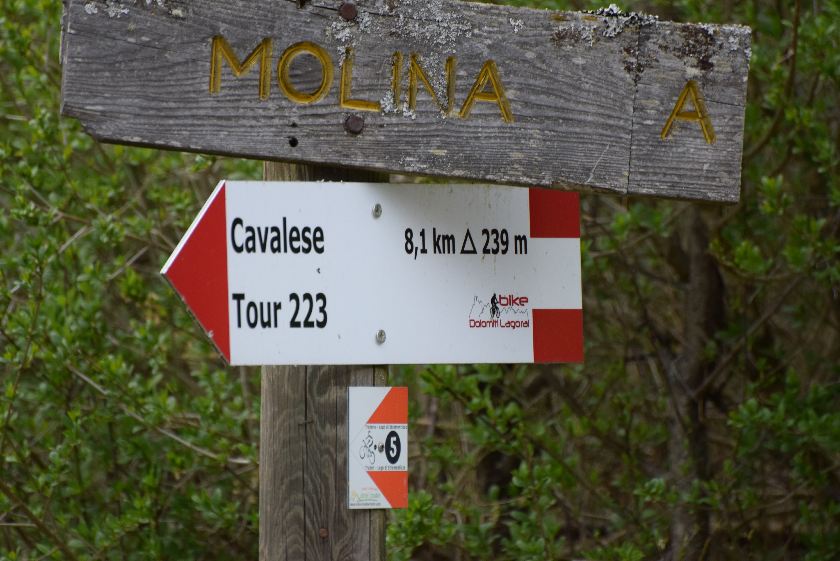 MOLINA A
Cavalese 8,1 km △ 239 m
Tour 223
bike
Dolomiti Lagorai
5